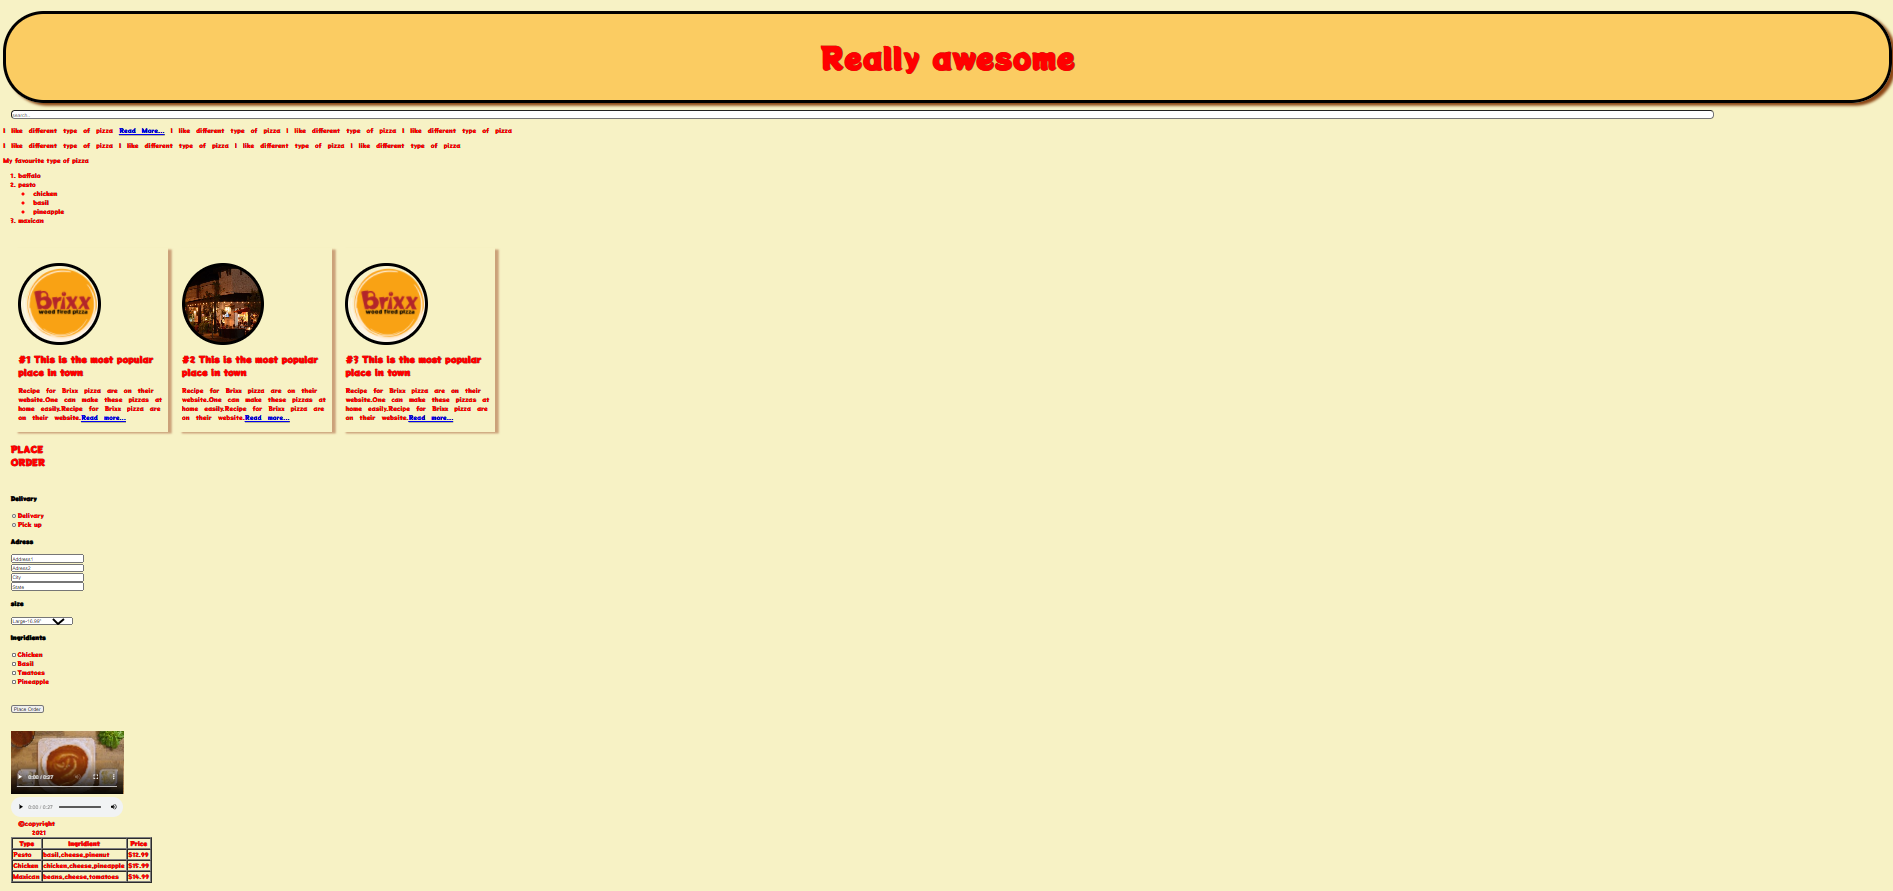 Really awesome
search..
I like different type of pizza Read More... I like different type of pizza I like different type of pizza I like different type of pizza
I like different type of pizza I like different type of pizza I like different type of pizza I like different type of pizza
My favourite type of pizza
1. baffalo
2. pesto
chicken
basil
pineapple
3. maxican
Brixx
wood fired pizza
Brixx
wood fired pizza
#1 This is the most popular
place in town
Recipe for Brixx pizza are on their
website.One can make these pizzas at
home easily.Recipe for Brixx pizza are
on their website.Read more...
#2 This is the most popular
place in town
Recipe for Brixx pizza are on their
website.One can make these pizzas at
home easily.Recipe for Brixx pizza are
on their website.Read more...
#3 This is the most popular
place in town
Recipe for Brixx pizza are on their
website.One can make these pizzas at
home easily.Recipe for Brixx pizza are
on their website.Read more...
PLACE
ORDER
Delivary
Delivary
Pick up
Adress
Address1
Adress2
City
State
size
Large-16.99"
Ingridients
Chicken
Basil
Tmatoes
Pineapple
Place Order
0:00 / 0:27
0:00 / 0:27
©copyright
2021
Type Ingridient Price
Pesto basil,cheese,pinenut $12.99
Chicken chicken,cheese,pineapple $15.99
Maxican beans,cheese,tomatoes $14.99